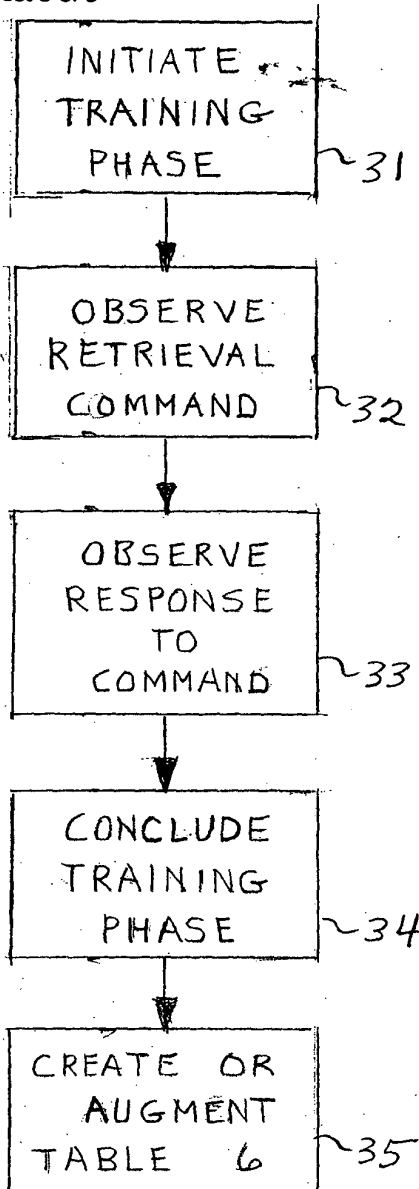 INITIATE
TRAINING
PHASE
31
OBSERVE
RETRIEVAL
COMMAND
32
OBSERVE
RESPONSE
TO
COMMAND
33
CONCLUDE
TRAINING
PHASE
34
CREATE OR
AUGMENT
TABLE 6
35